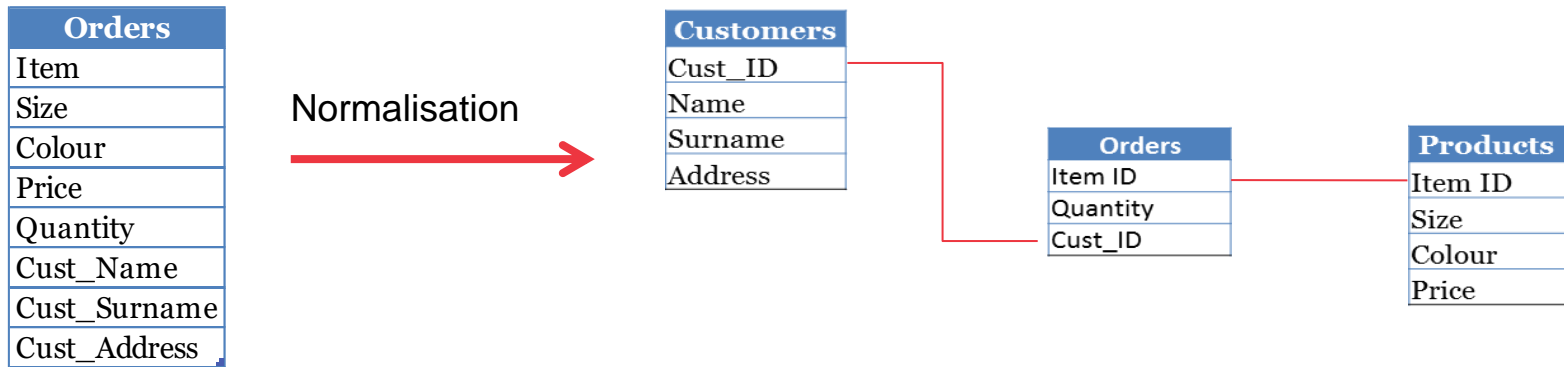 Orders
Item
Size
Colour
Price
Quantity
Cust_Name
Cust_Surname
Cust_Address
Normalisation
Customers
Cust_ID
Name
Surname
Address
Orders
Item ID
Quantity
Cust_ID
Products
Item ID
Size
Colour
Price